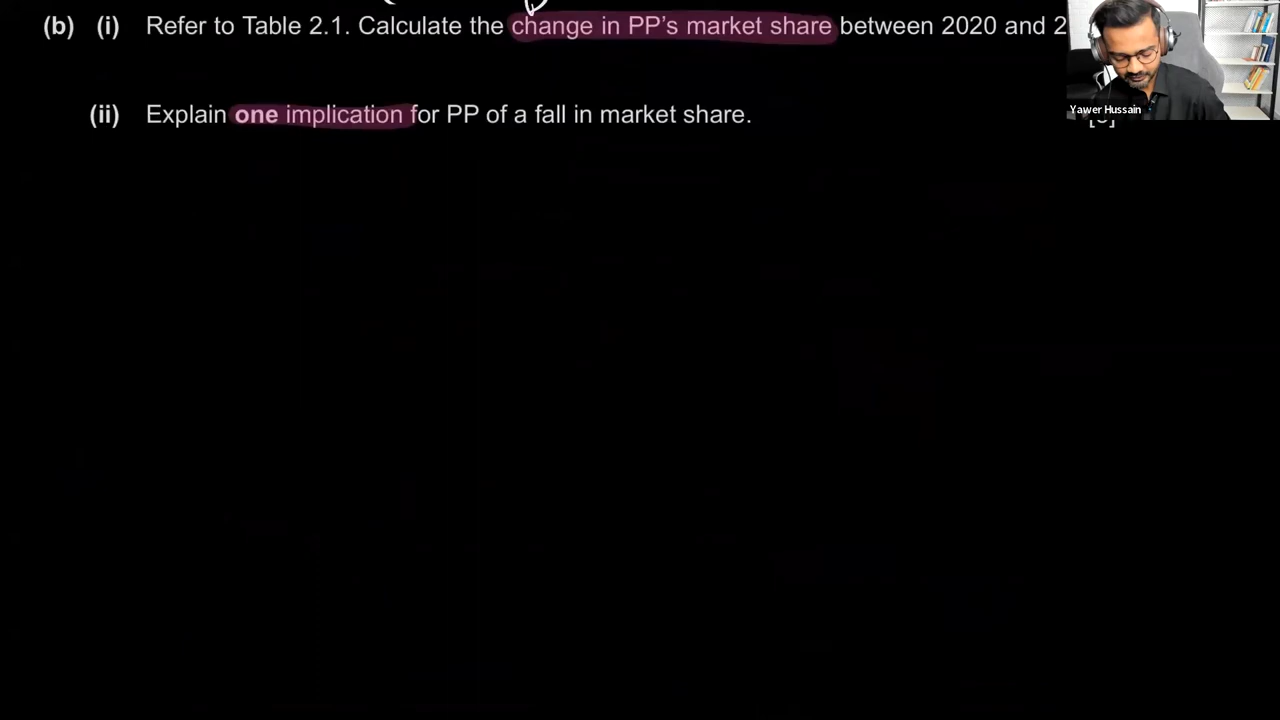 (b) (i) Refer to Table 2.1. Calculate the change in PP's market share between 2020 and
Yawer Hussain
(ii) Explain one implication for PP of a fall in market share.